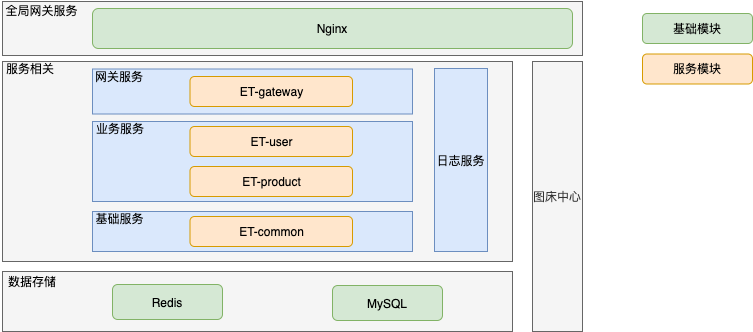 全局网关服务
Nginx
基础模块
服务模块
服务相关
网关服务
ET-gateway
业务服务
ET-user
ET-product
基础服务
ET-common
日志服务
图床中心
数据存储
Redis
MySQL